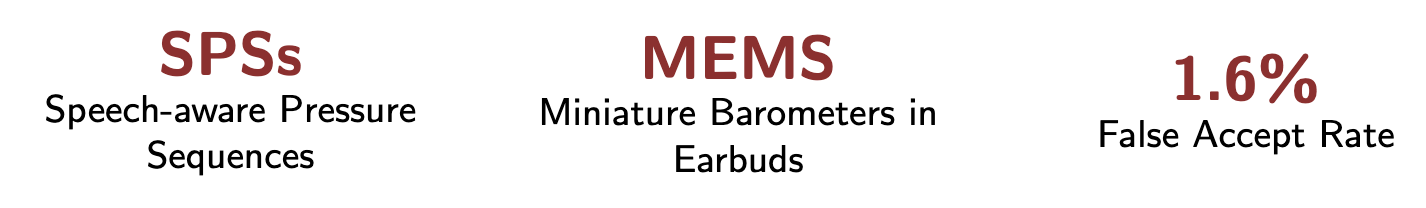 SPSs
Speech-aware Pressure
Sequences
MEMS
Miniature Barometers in
Earbuds
1.6%
False Accept Rate